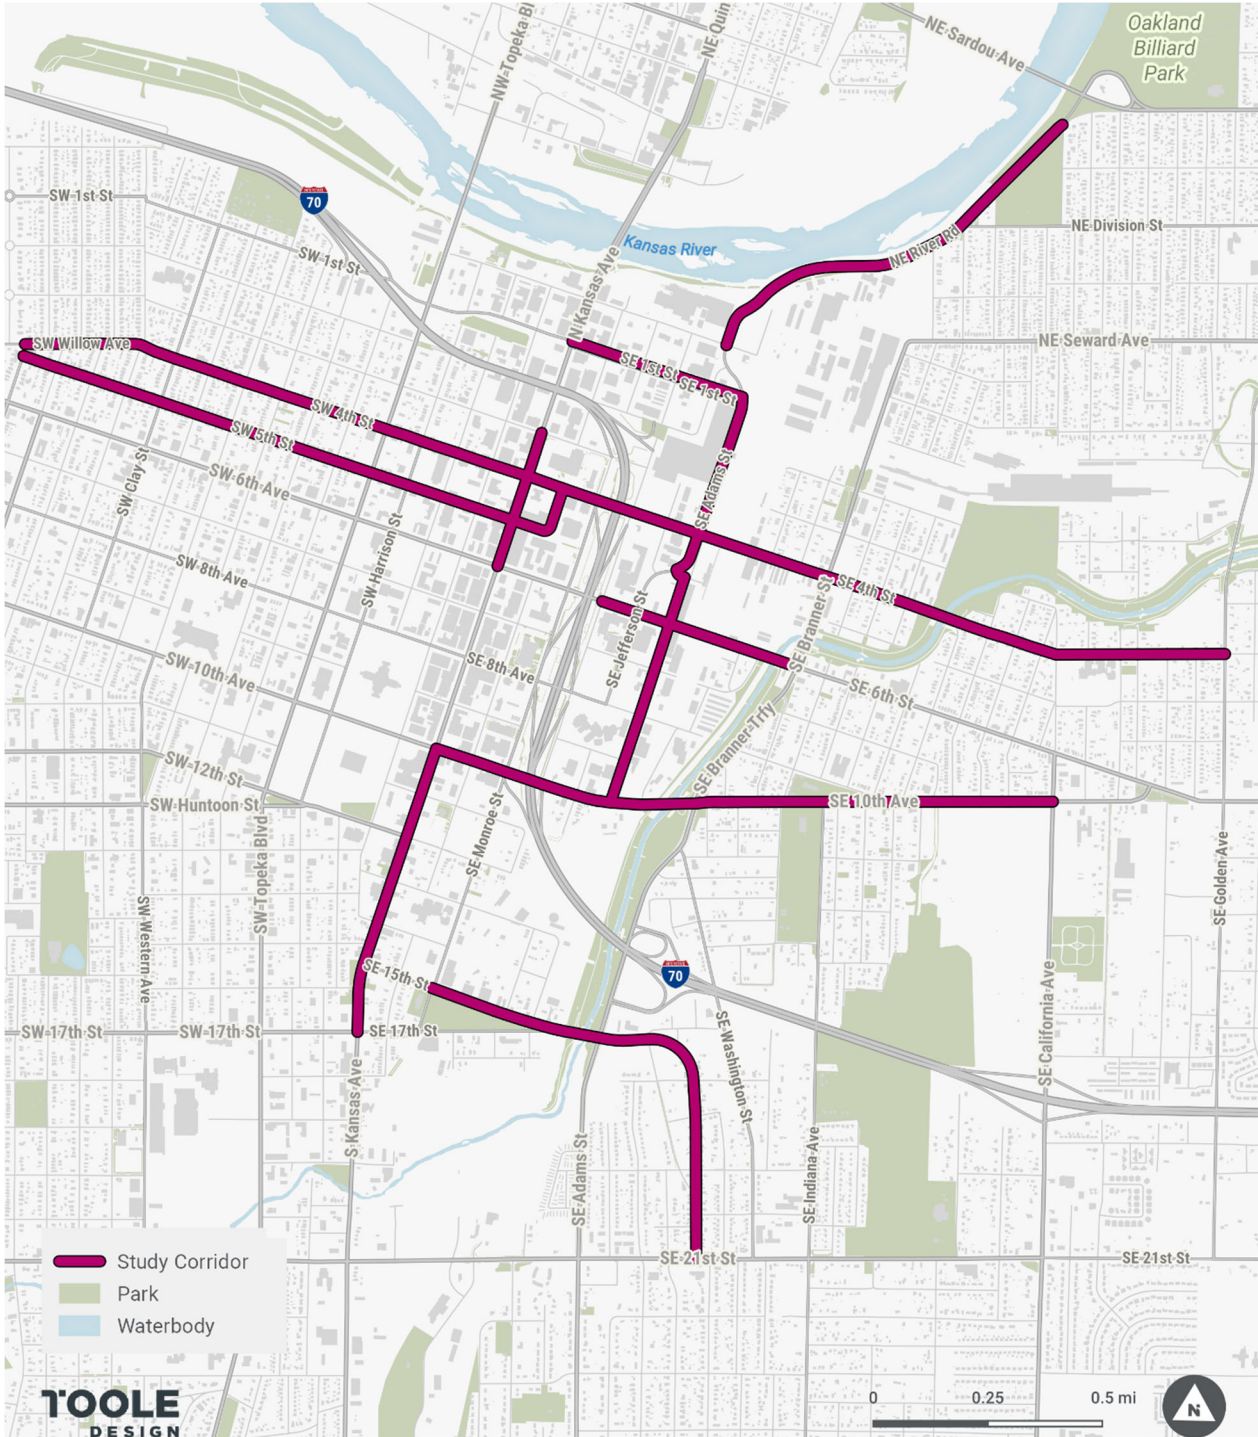 Oakland
Billiard
Park
NE Sardou Ave
NE Quin
NW Topeka Bl
70
SW 1st St
NE Division St
SW 1st St
Kansas River
NE River Rd
N Kansas Ave
SW Willow Ave
NE Seward Ave
SE 1st St
SE 1st St
SW 4th St
SW 5th St
SW 6th Ave
SW Clay St
SE Adams St
SW Harrison St
SW 8th Ave
SE 4th St
SE Branner St
SE Jefferson St
SE 8th Ave
SW 10th Ave
SE 6th St
SE Branner Trfy
SW 12th St
SW Huntoon St
SE 10th Ave
SE Monroe St
SW Topeka Blvd
SE Golden Ave
SW Western Ave
SE 15th St
70
SE California Ave
SW 17th St
SW 17th St
SE 17th St
SE Washington St
S Kansas Ave
SE Adams St
SE Indiana Ave
SE 21st St
SE 21st St
Study Corridor
Park
Waterbody
TOOLE
DESIGN
0 0.25 0.5 mi
N